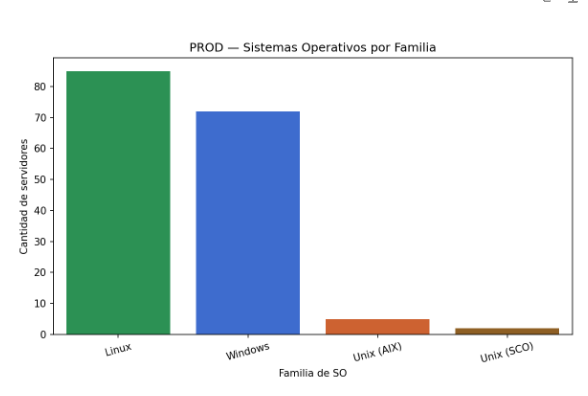 PROD — Sistemas Operativos por Familia
Cantidad de servidores
80
70
60
50
40
30
20
10
0
Linux
Windows
Unix (AIX)
Unix (SCO)
Familia de SO